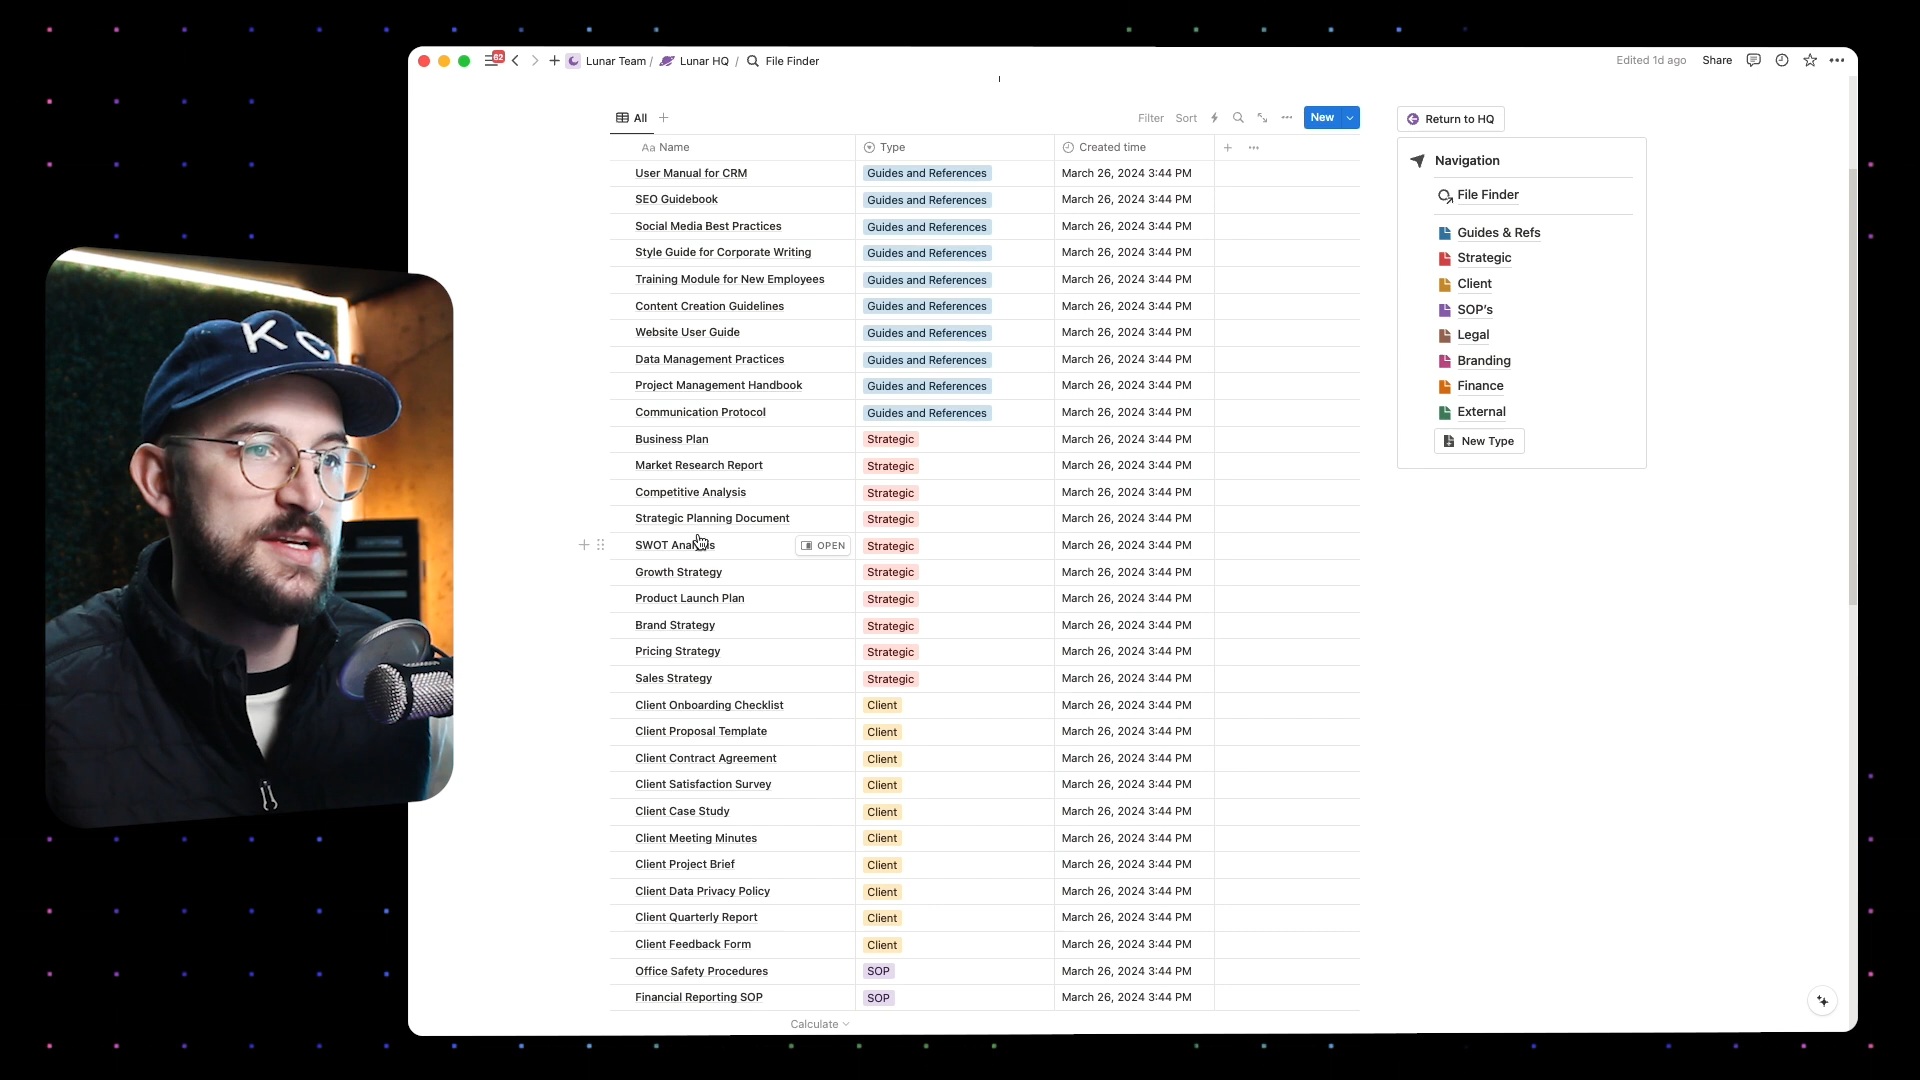 82
Lunar Team / Lunar HQ / File Finder
Edited 1d ago Share
All
Filter Sort New
Return to HQ
Aa Name Type Created time
User Manual for CRM Guides and References March 26, 2024 3:44 PM
SEO Guidebook Guides and References March 26, 2024 3:44 PM
Social Media Best Practices Guides and References March 26, 2024 3:44 PM
Style Guide for Corporate Writing Guides and References March 26, 2024 3:44 PM
Training Module for New Employees Guides and References March 26, 2024 3:44 PM
Content Creation Guidelines Guides and References March 26, 2024 3:44 PM
Website User Guide Guides and References March 26, 2024 3:44 PM
Data Management Practices Guides and References March 26, 2024 3:44 PM
Project Management Handbook Guides and References March 26, 2024 3:44 PM
Communication Protocol Guides and References March 26, 2024 3:44 PM
Business Plan Strategic March 26, 2024 3:44 PM
Market Research Report Strategic March 26, 2024 3:44 PM
Competitive Analysis Strategic March 26, 2024 3:44 PM
Strategic Planning Document Strategic March 26, 2024 3:44 PM
SWOT Analysis OPEN Strategic March 26, 2024 3:44 PM
Growth Strategy Strategic March 26, 2024 3:44 PM
Product Launch Plan Strategic March 26, 2024 3:44 PM
Brand Strategy Strategic March 26, 2024 3:44 PM
Pricing Strategy Strategic March 26, 2024 3:44 PM
Sales Strategy Strategic March 26, 2024 3:44 PM
Client Onboarding Checklist Client March 26, 2024 3:44 PM
Client Proposal Template Client March 26, 2024 3:44 PM
Client Contract Agreement Client March 26, 2024 3:44 PM
Client Satisfaction Survey Client March 26, 2024 3:44 PM
Client Case Study Client March 26, 2024 3:44 PM
Client Meeting Minutes Client March 26, 2024 3:44 PM
Client Project Brief Client March 26, 2024 3:44 PM
Client Data Privacy Policy Client March 26, 2024 3:44 PM
Client Quarterly Report Client March 26, 2024 3:44 PM
Client Feedback Form Client March 26, 2024 3:44 PM
Office Safety Procedures SOP March 26, 2024 3:44 PM
Financial Reporting SOP SOP March 26, 2024 3:44 PM
Calculate
Navigation
File Finder
Guides & Refs
Strategic
Client
SOP's
Legal
Branding
Finance
External
New Type
KC